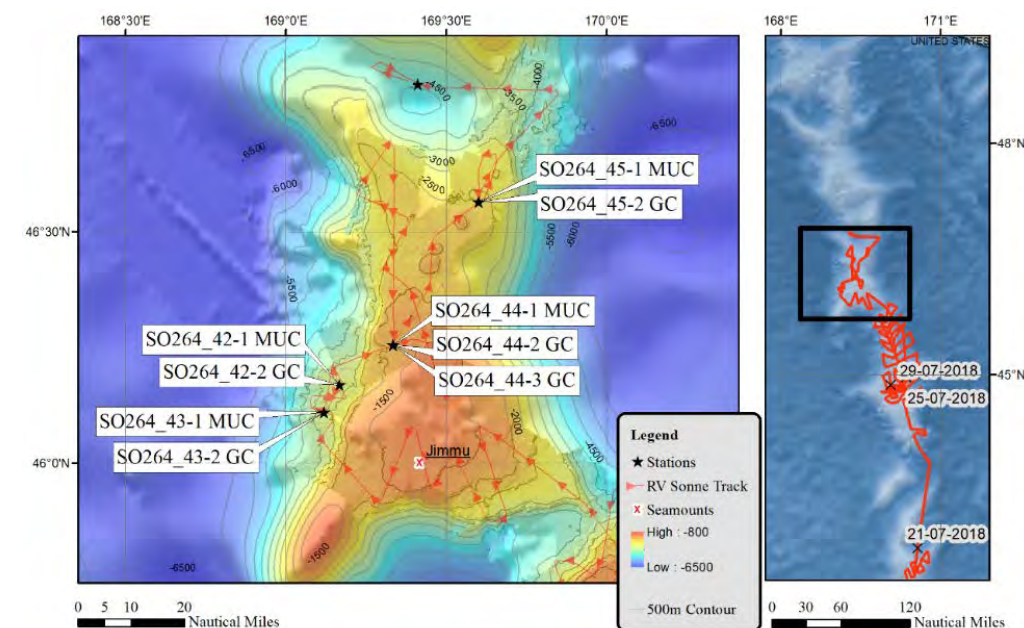 168°30'E 169°0'E 169°30'E 170°0'E
168°E 171°E
UNITED STATES
-4500
-4000
-3500
-6500
-6500
-6000
-3000
-2500
SO264_45-1 MUC
SO264_45-2 GC
48°N
46°30'N
-5500
-6000
-5500
SO264_44-1 MUC
SO264_44-2 GC
SO264_44-3 GC
SO264_42-1 MUC
SO264_42-2 GC
SO264_43-1 MUC
SO264_43-2 GC
-1500
-2000
-4500
Jimmu
46°0'N
-1500
-6500
45°N
29-07-2018
25-07-2018
21-07-2018
Legend
Stations
RV Sonne Track
x Seamounts
High : -800
Low : -6500
500m Contour
0 5 10 20
Nautical Miles
0 30 60 120
Nautical Miles